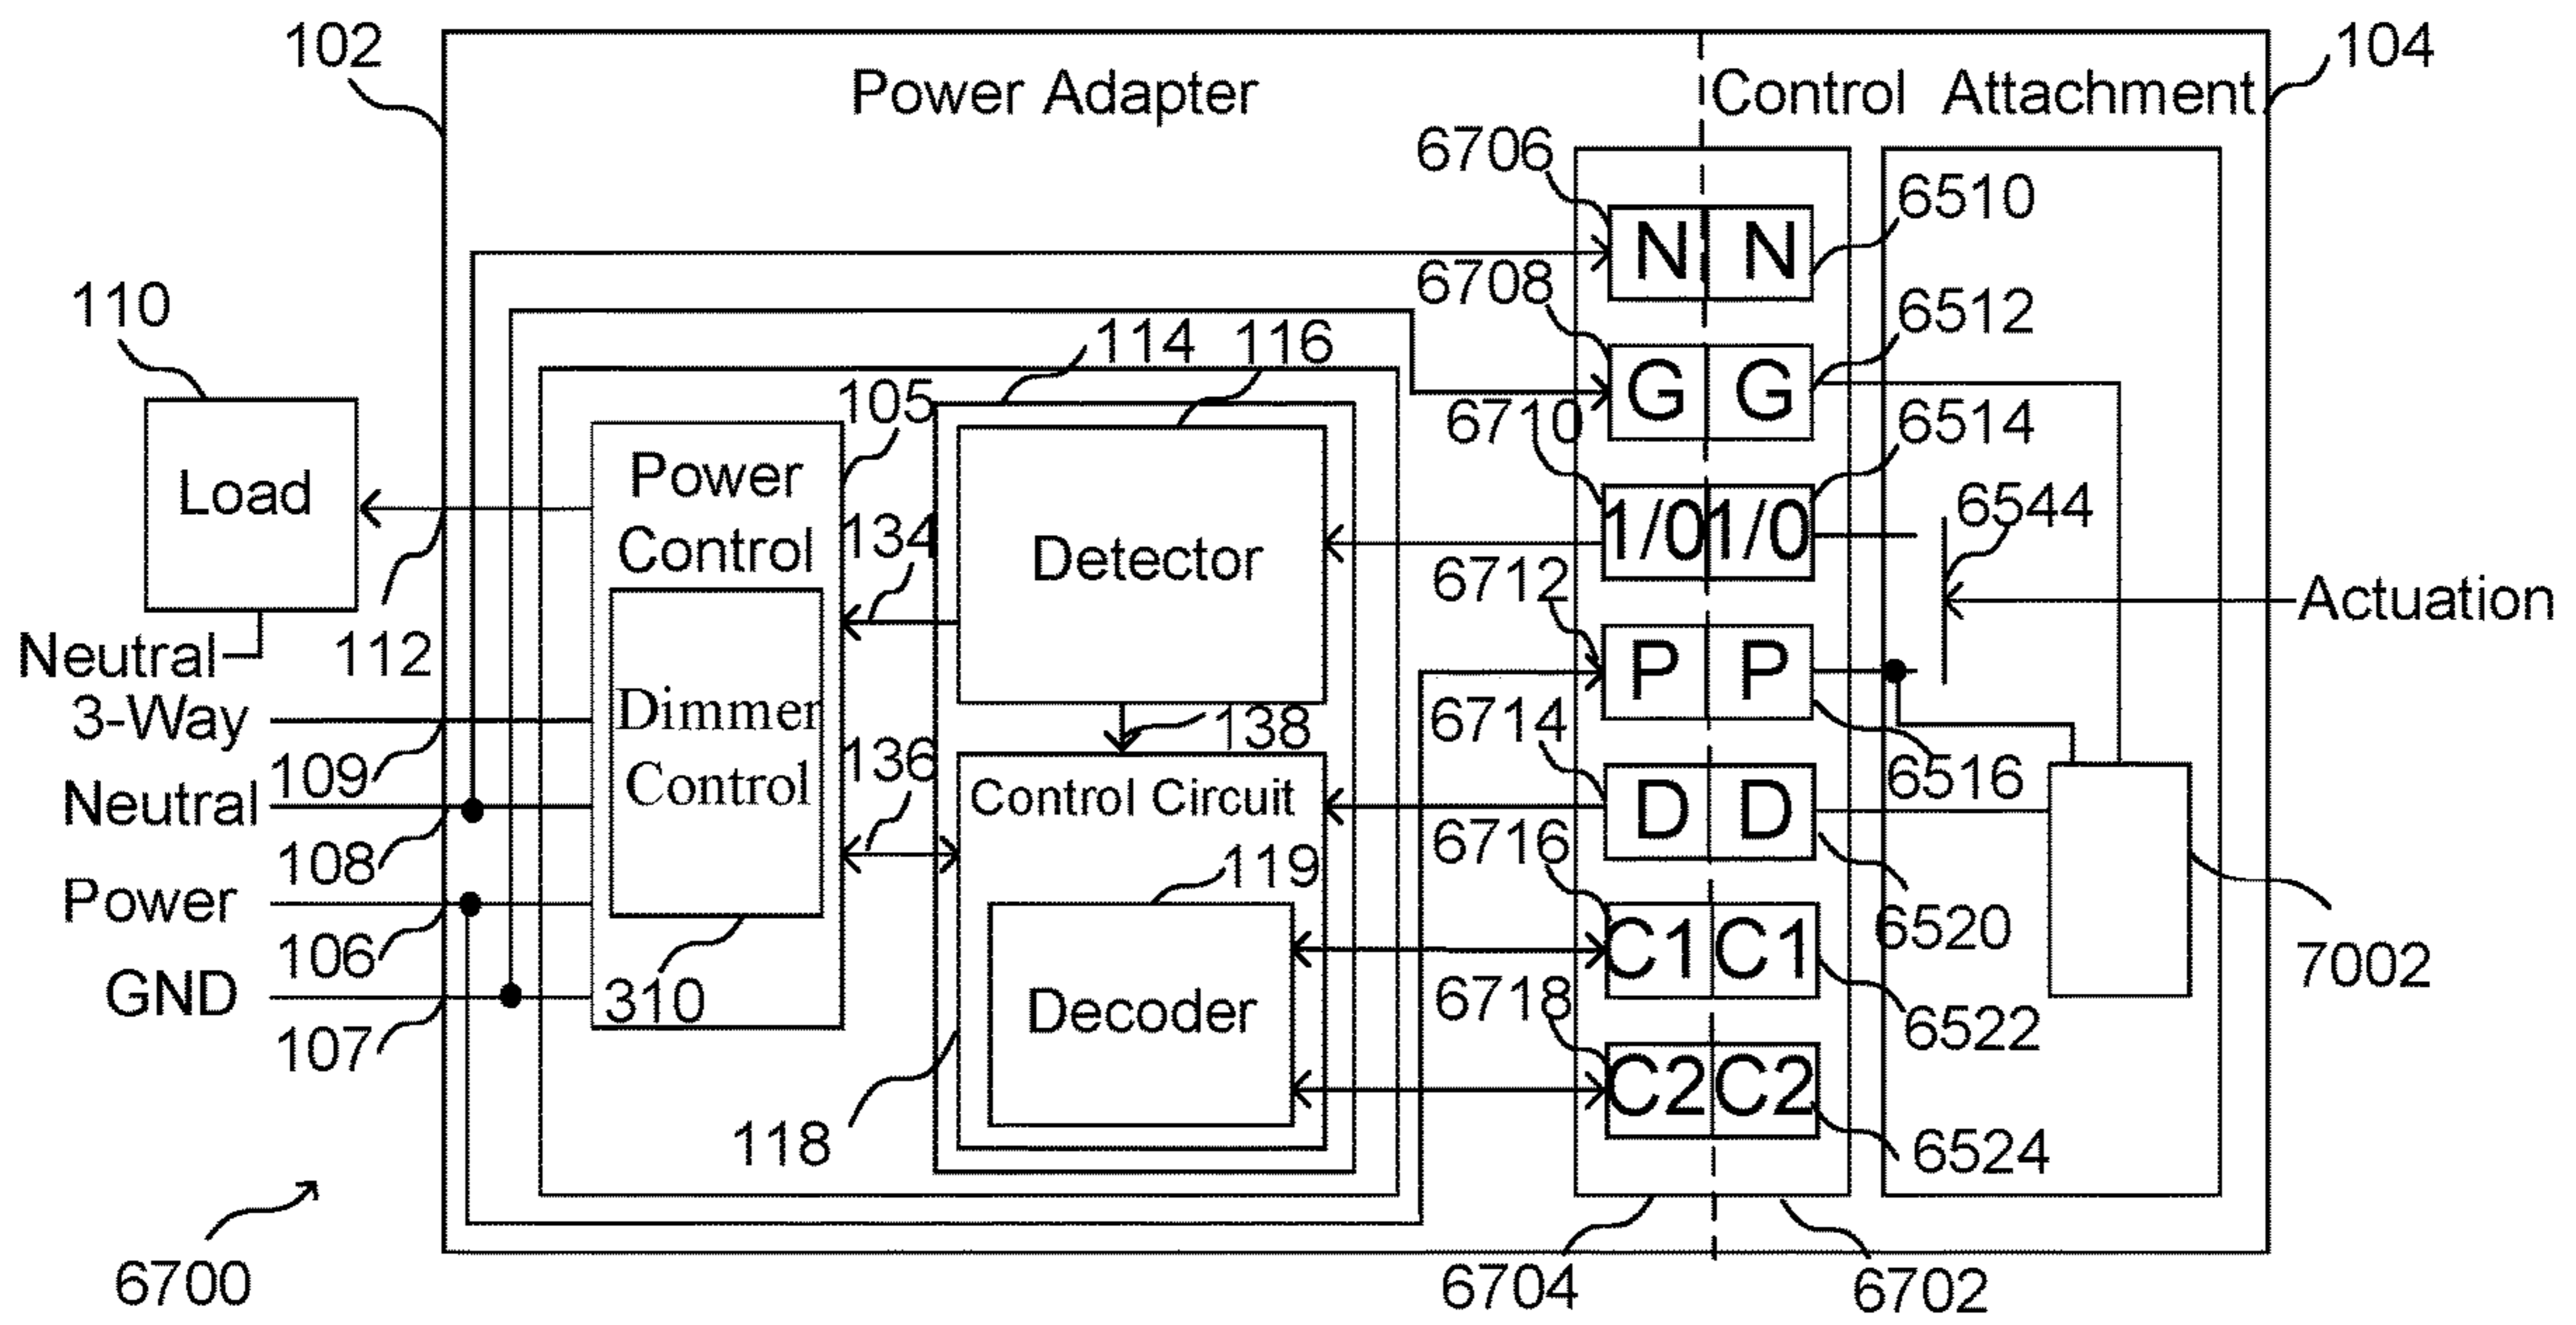 102
Power Adapter
Control Attachment
104
6706
N
N
6510
6708
G
G
6512
110
114
116
105
6710
1/0
1/0
6514
Load
Power
Control
134
Detector
6544
Actuation
Neutral
112
6712
P
P
6516
3-Way
109
Dimmer
Control
136
138
6714
D
D
6520
Neutral
108
Control Circuit
6716
C1
C1
6522
Power
106
119
7002
GND
107
310
Decoder
6718
C2
C2
6524
118
6700
6704
6702